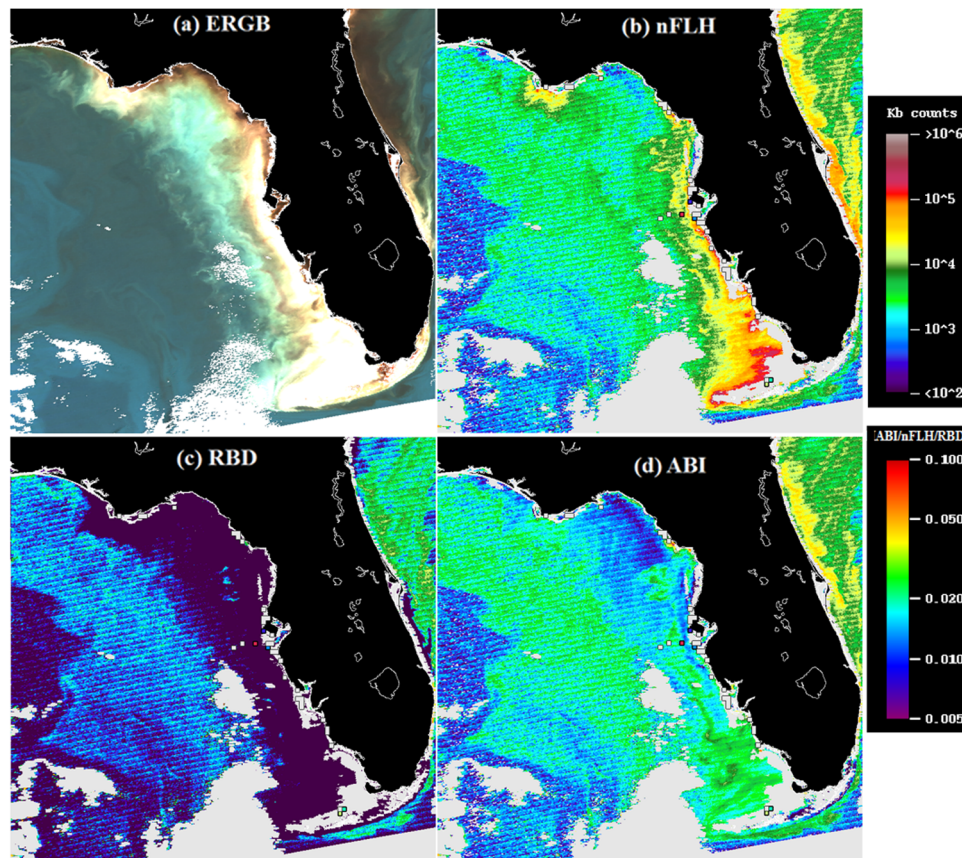 (a) ERGB
(b) nFLH
Kb counts
>10^6
10^5
10^4
10^3
<10^2
(c) RBD
(d) ABI
ABI/nFLH/RBD
0.100
0.050
0.020
0.010
0.005